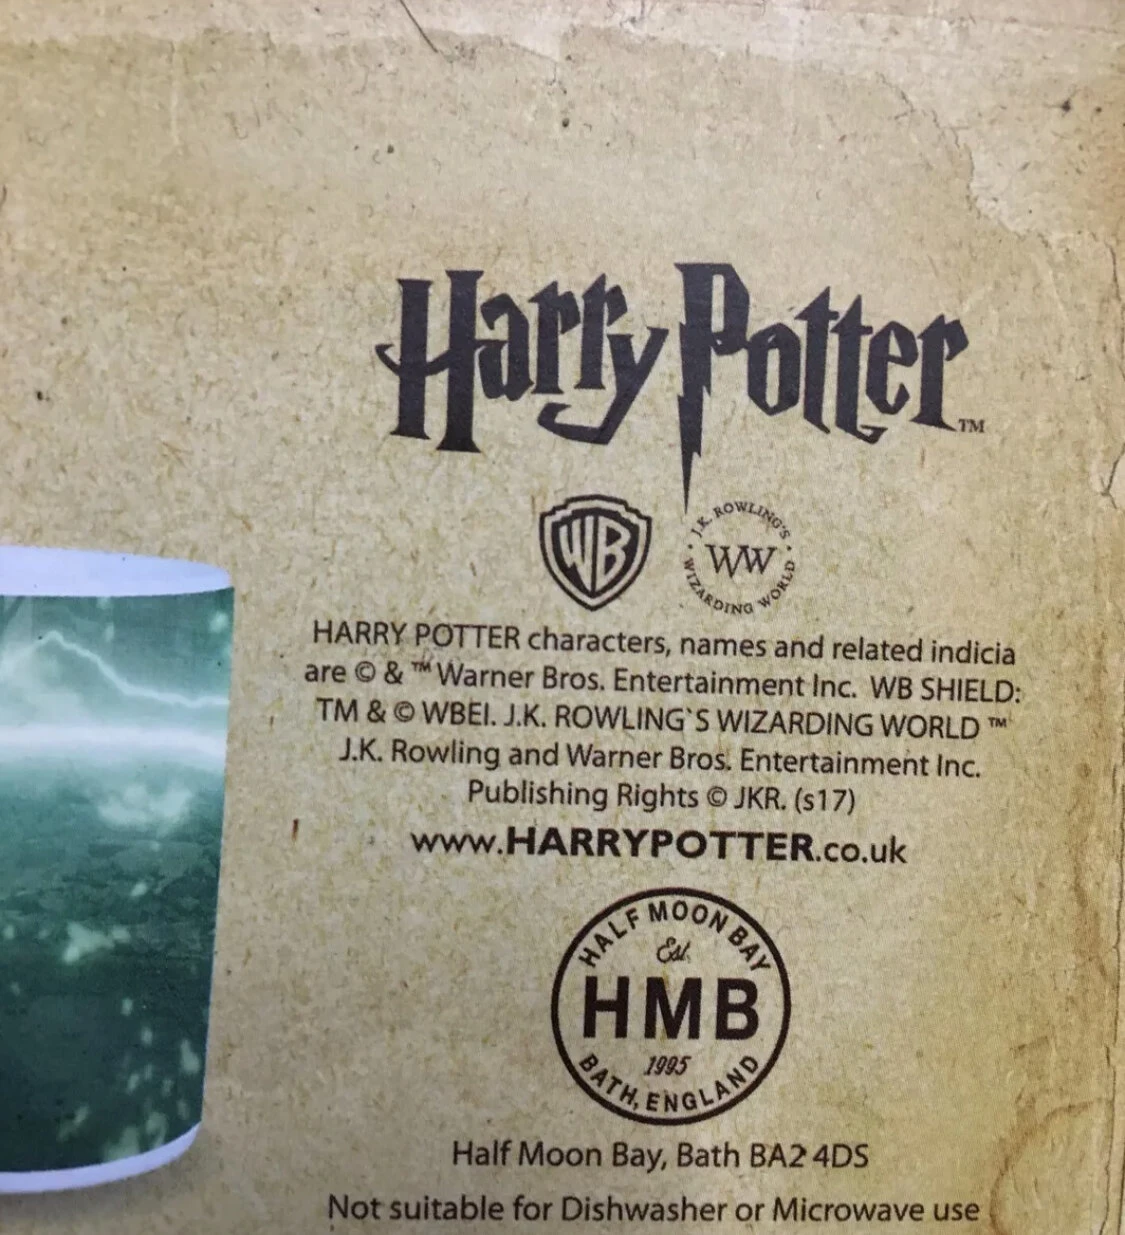 Harry Potter™
WB
J.K. ROWLING'S
WW
WIZARDING WORLD
HARRY POTTER characters, names and related indicia
are © & ™ Warner Bros. Entertainment Inc. WB SHIELD:
TM & © WBEI. J.K. ROWLING`S WIZARDING WORLD ™
J.K. Rowling and Warner Bros. Entertainment Inc.
Publishing Rights © JKR. (s17)
www.HARRYPOTTER.co.uk
HALF MOON BAY
Est.
HMB
1995
BATH, ENGLAND
Half Moon Bay, Bath BA2 4DS
Not suitable for Dishwasher or Microwave use